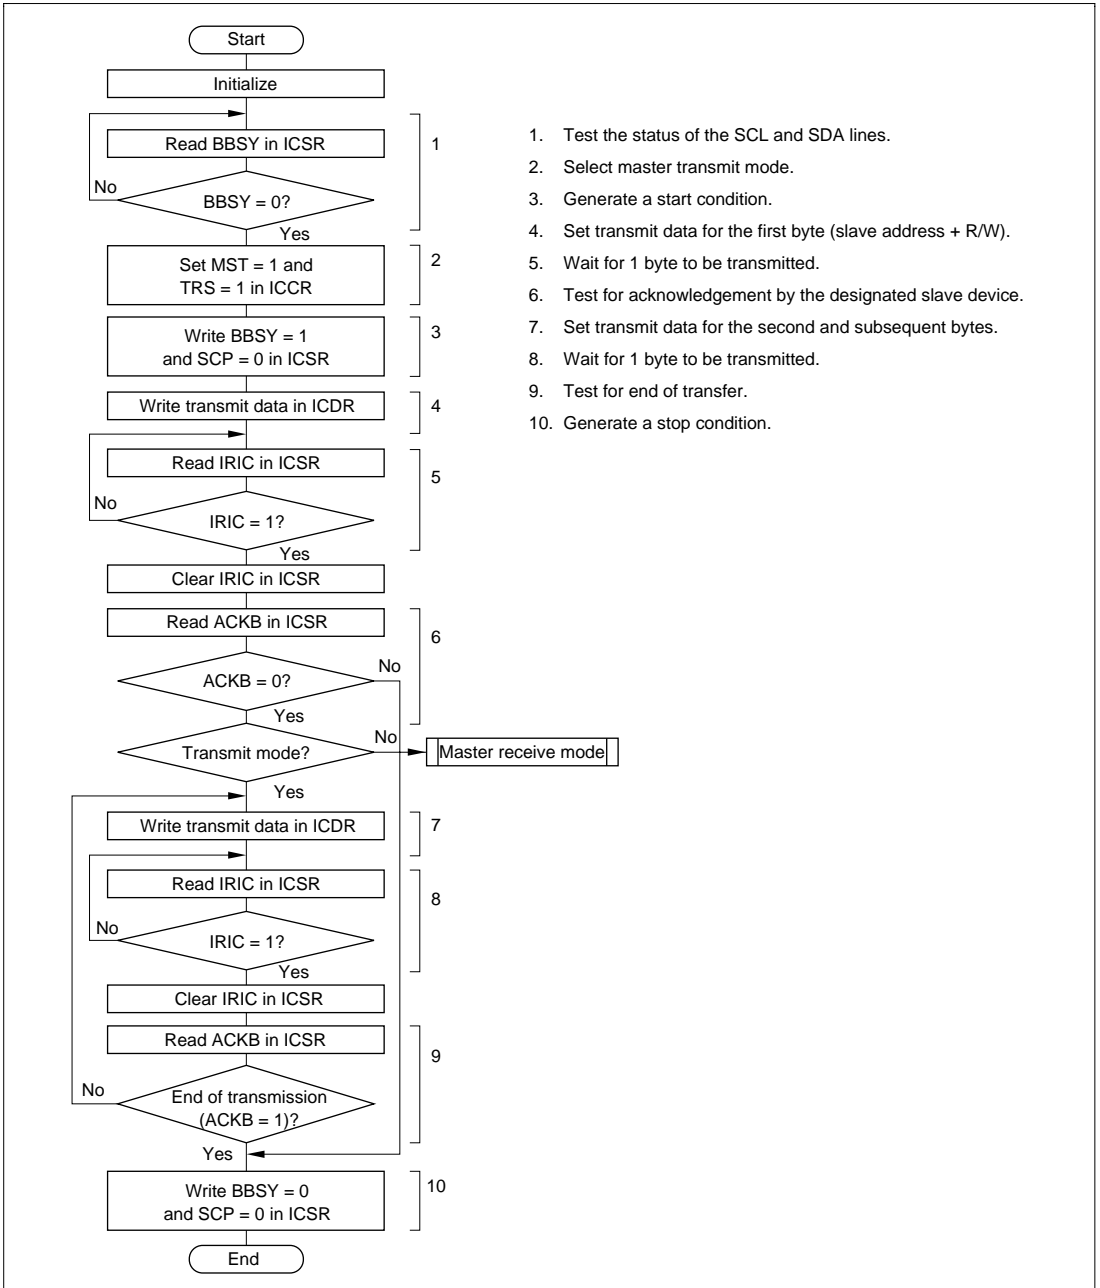 Start
Initialize
Read BBSY in ICSR
1
No
BBSY = 0?
Yes
Set MST = 1 and
TRS = 1 in ICCR
2
Write BBSY = 1
and SCP = 0 in ICSR
3
Write transmit data in ICDR
4
Read IRIC in ICSR
5
No
IRIC = 1?
Yes
Clear IRIC in ICSR
Read ACKB in ICSR
6
No
ACKB = 0?
Yes
No
Transmit mode?
Master receive mode
Yes
Write transmit data in ICDR
7
Read IRIC in ICSR
8
No
IRIC = 1?
Yes
Clear IRIC in ICSR
Read ACKB in ICSR
9
No
End of transmission
(ACKB = 1)?
Yes
Write BBSY = 0
and SCP = 0 in ICSR
10
End
1. Test the status of the SCL and SDA lines.
2. Select master transmit mode.
3. Generate a start condition.
4. Set transmit data for the first byte (slave address + R/W).
5. Wait for 1 byte to be transmitted.
6. Test for acknowledgement by the designated slave device.
7. Set transmit data for the second and subsequent bytes.
8. Wait for 1 byte to be transmitted.
9. Test for end of transfer.
10. Generate a stop condition.